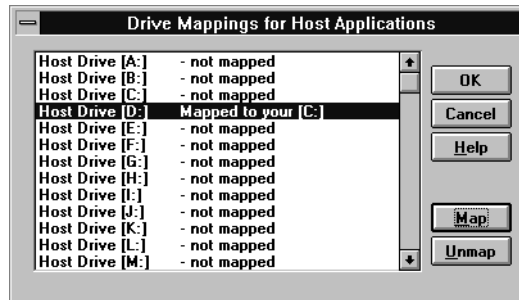 Drive Mappings for Host Applications
Host Drive [A:] - not mapped
Host Drive [B:] - not mapped
Host Drive [C:] - not mapped
Host Drive [D:] Mapped to your [C:]
Host Drive [E:] - not mapped
Host Drive [F:] - not mapped
Host Drive [G:] - not mapped
Host Drive [H:] - not mapped
Host Drive [I:] - not mapped
Host Drive [J:] - not mapped
Host Drive [K:] - not mapped
Host Drive [L:] - not mapped
Host Drive [M:] - not mapped
OK
Cancel
Help
Map
Unmap